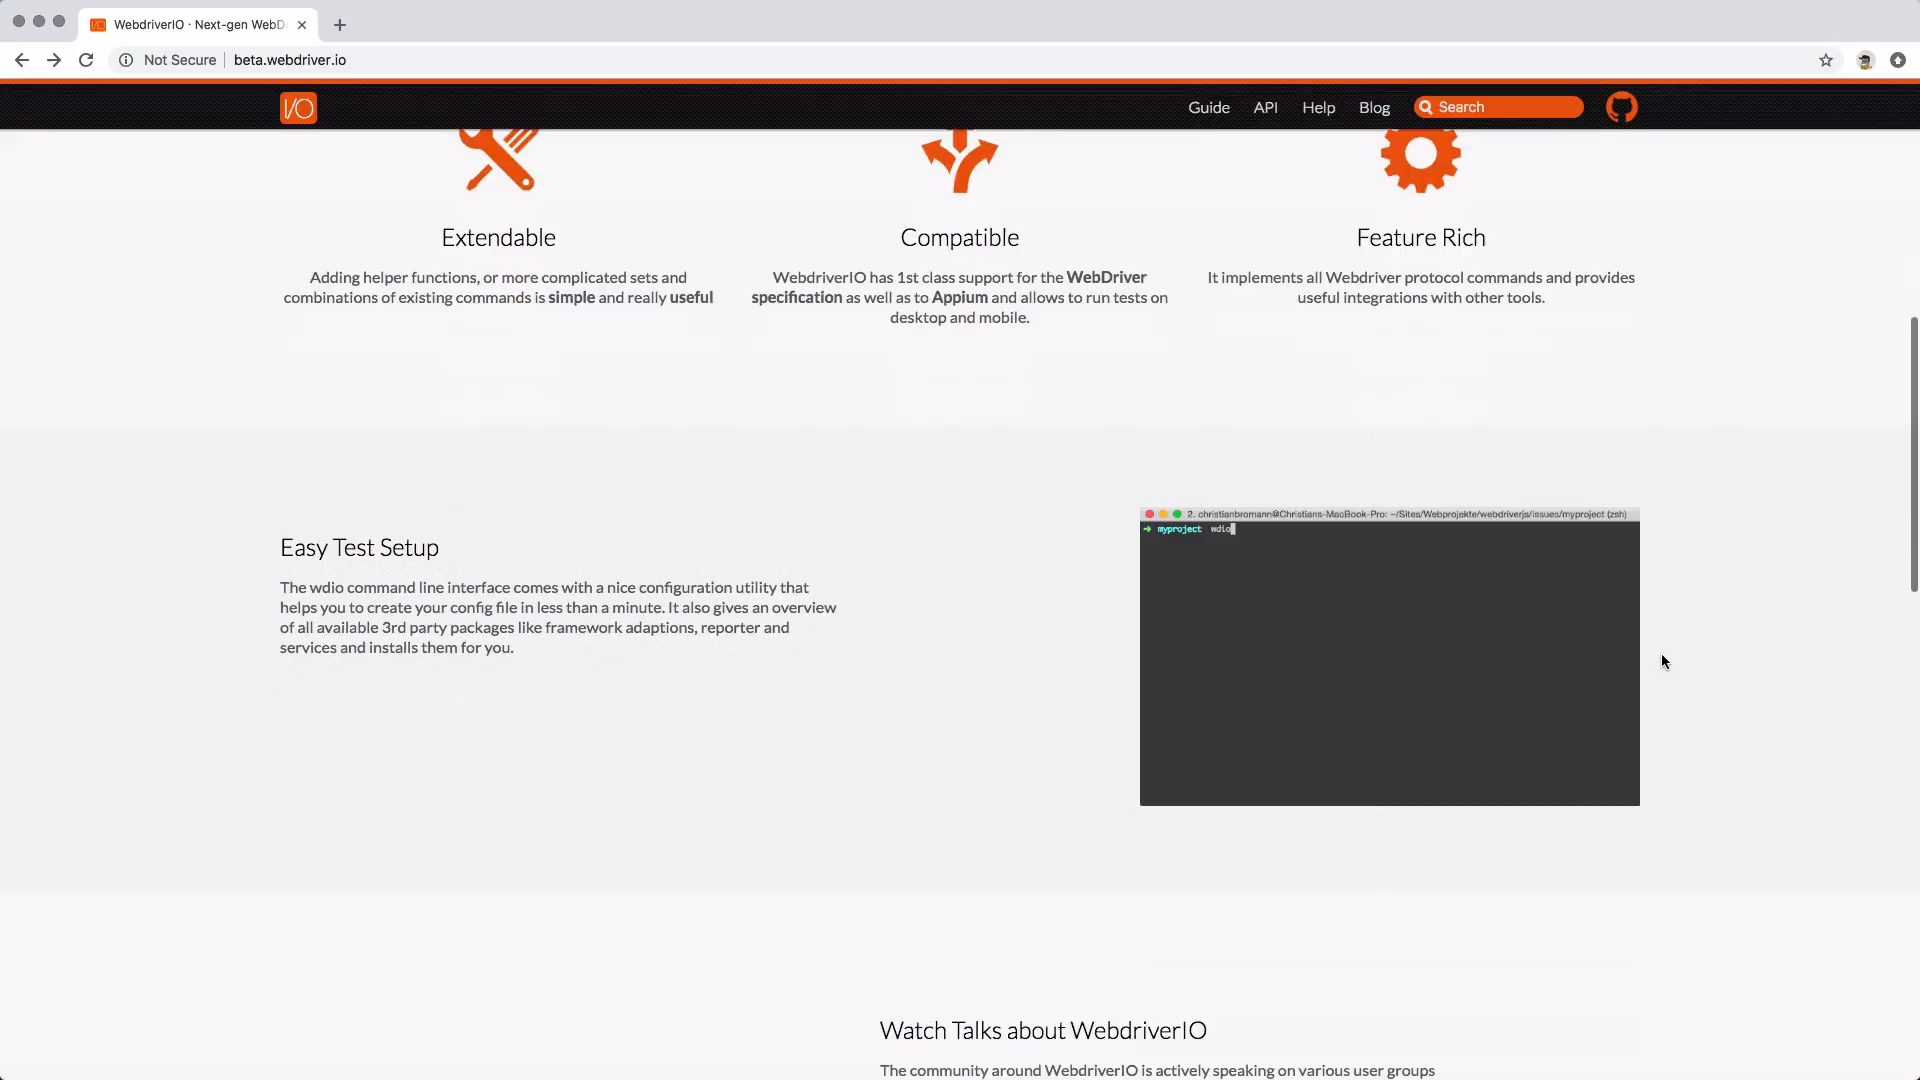 WebdriverIO · Next-gen WebD
Not Secure
beta.webdriver.io
I/O
Guide
API
Help
Blog
Search
Extendable
Adding helper functions, or more complicated sets and
combinations of existing commands is simple and really useful
Compatible
WebdriverIO has 1st class support for the WebDriver
specification as well as to Appium and allows to run tests on
desktop and mobile.
Feature Rich
It implements all Webdriver protocol commands and provides
useful integrations with other tools.
Easy Test Setup
The wdio command line interface comes with a nice configuration utility that
helps you to create your config file in less than a minute. It also gives an overview
of all available 3rd party packages like framework adaptions, reporter and
services and installs them for you.
2. christianbromann@Christians-MacBook-Pro: ~/Sites/Webprojekte/webdriverjs/issues/myproject (zsh)
➜ myproject wdio
Watch Talks about WebdriverIO
The community around WebdriverIO is actively speaking on various user groups